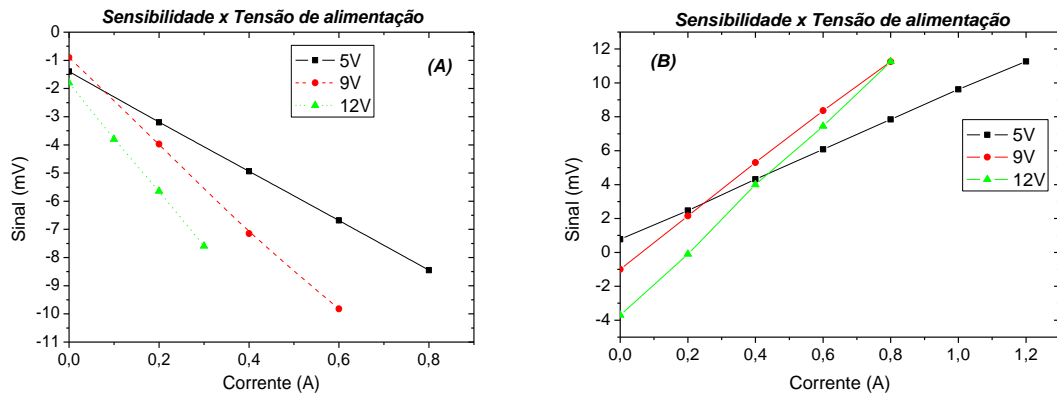 Sensibilidade x Tensão de alimentação
(A)
5V
9V
12V
Sinal (mV)
0
-1
-2
-3
-4
-5
-6
-7
-8
-9
-10
-11
0,0
0,2
0,4
0,6
0,8
Corrente (A)
Sensibilidade x Tensão de alimentação
(B)
5V
9V
12V
Sinal (mV)
12
10
8
6
4
2
0
-2
-4
0,0
0,2
0,4
0,6
0,8
1,0
1,2
Corrente (A)